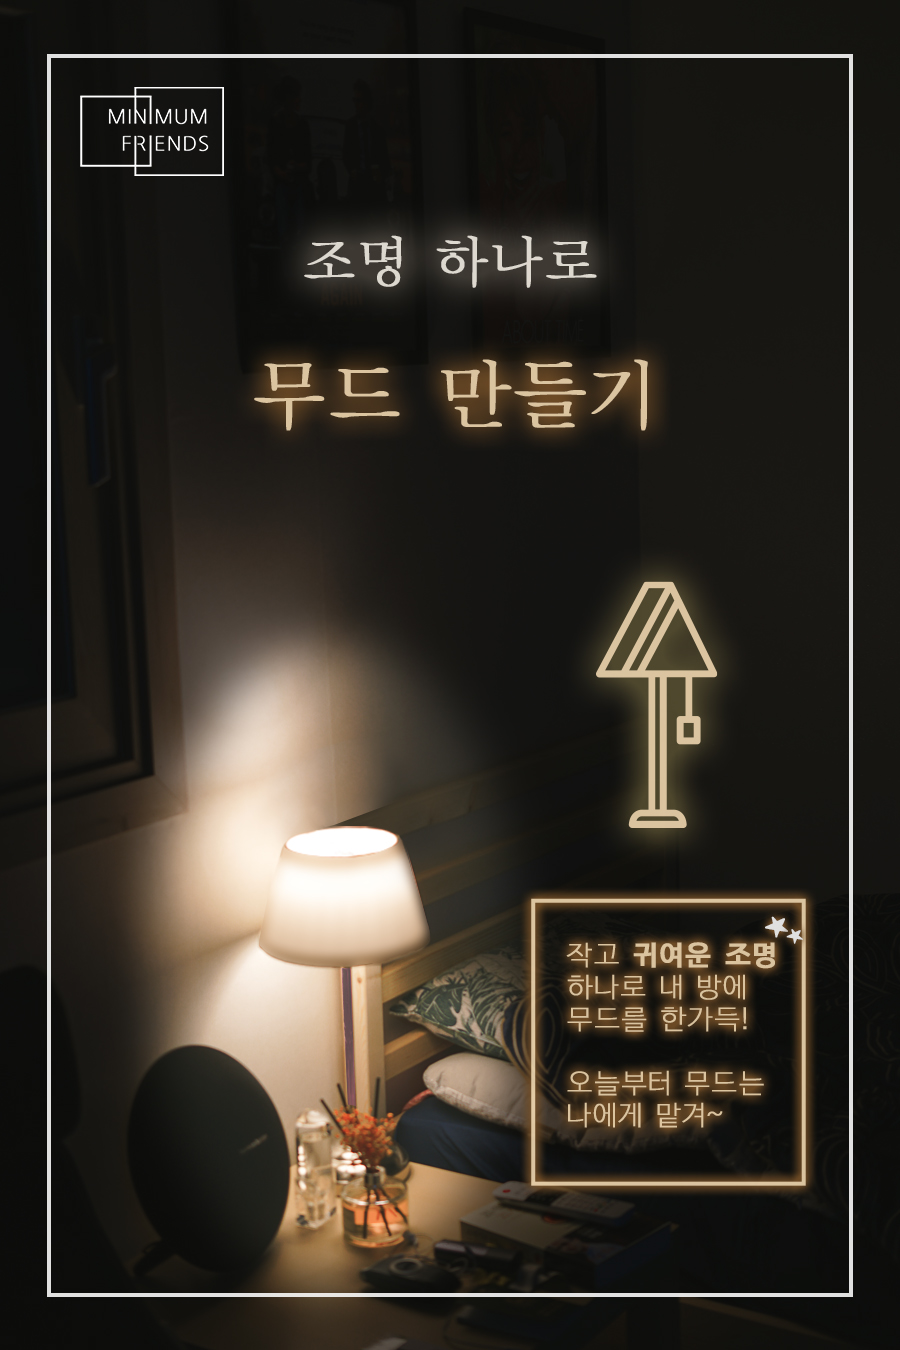 MINIMUM
FRIENDS
조명 하나로
무드 만들기
작고 귀여운 조명
하나로 내 방에
무드를 한가득!
오늘부터 무드는
나에게 맡겨~